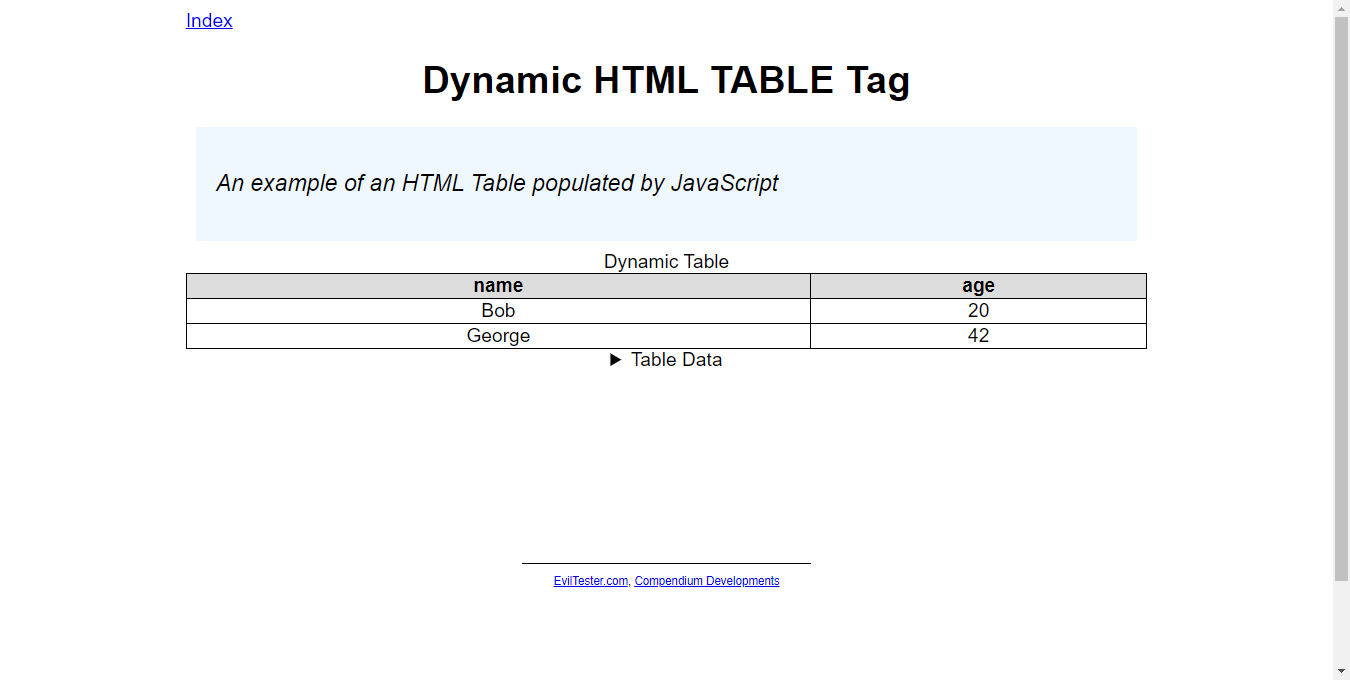 Index
Dynamic HTML TABLE Tag
An example of an HTML Table populated by JavaScript
Dynamic Table
name age
Bob 20
George 42
▶ Table Data
EvilTester.com, Compendium Developments